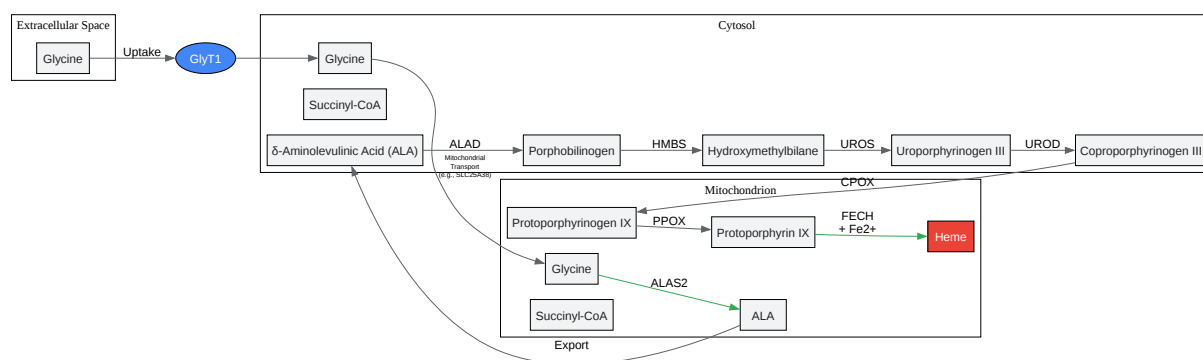 Extracellular Space
Cytosol
Glycine
Uptake
GlyT1
Glycine
Succinyl-CoA
δ-Aminolevulinic Acid (ALA)
ALAD
Mitochondrial
Transport
(e.g., SLC25A38)
Porphobilinogen
HMBS
Hydroxymethylbilane
UROS
Uroporphyrinogen III
UROD
Coproporphyrinogen III
CPOX
Mitochondrion
Protoporphyrinogen IX
PPOX
Protoporphyrin IX
FECH
+ Fe2+
Heme
Glycine
ALAS2
Succinyl-CoA
ALA
Export